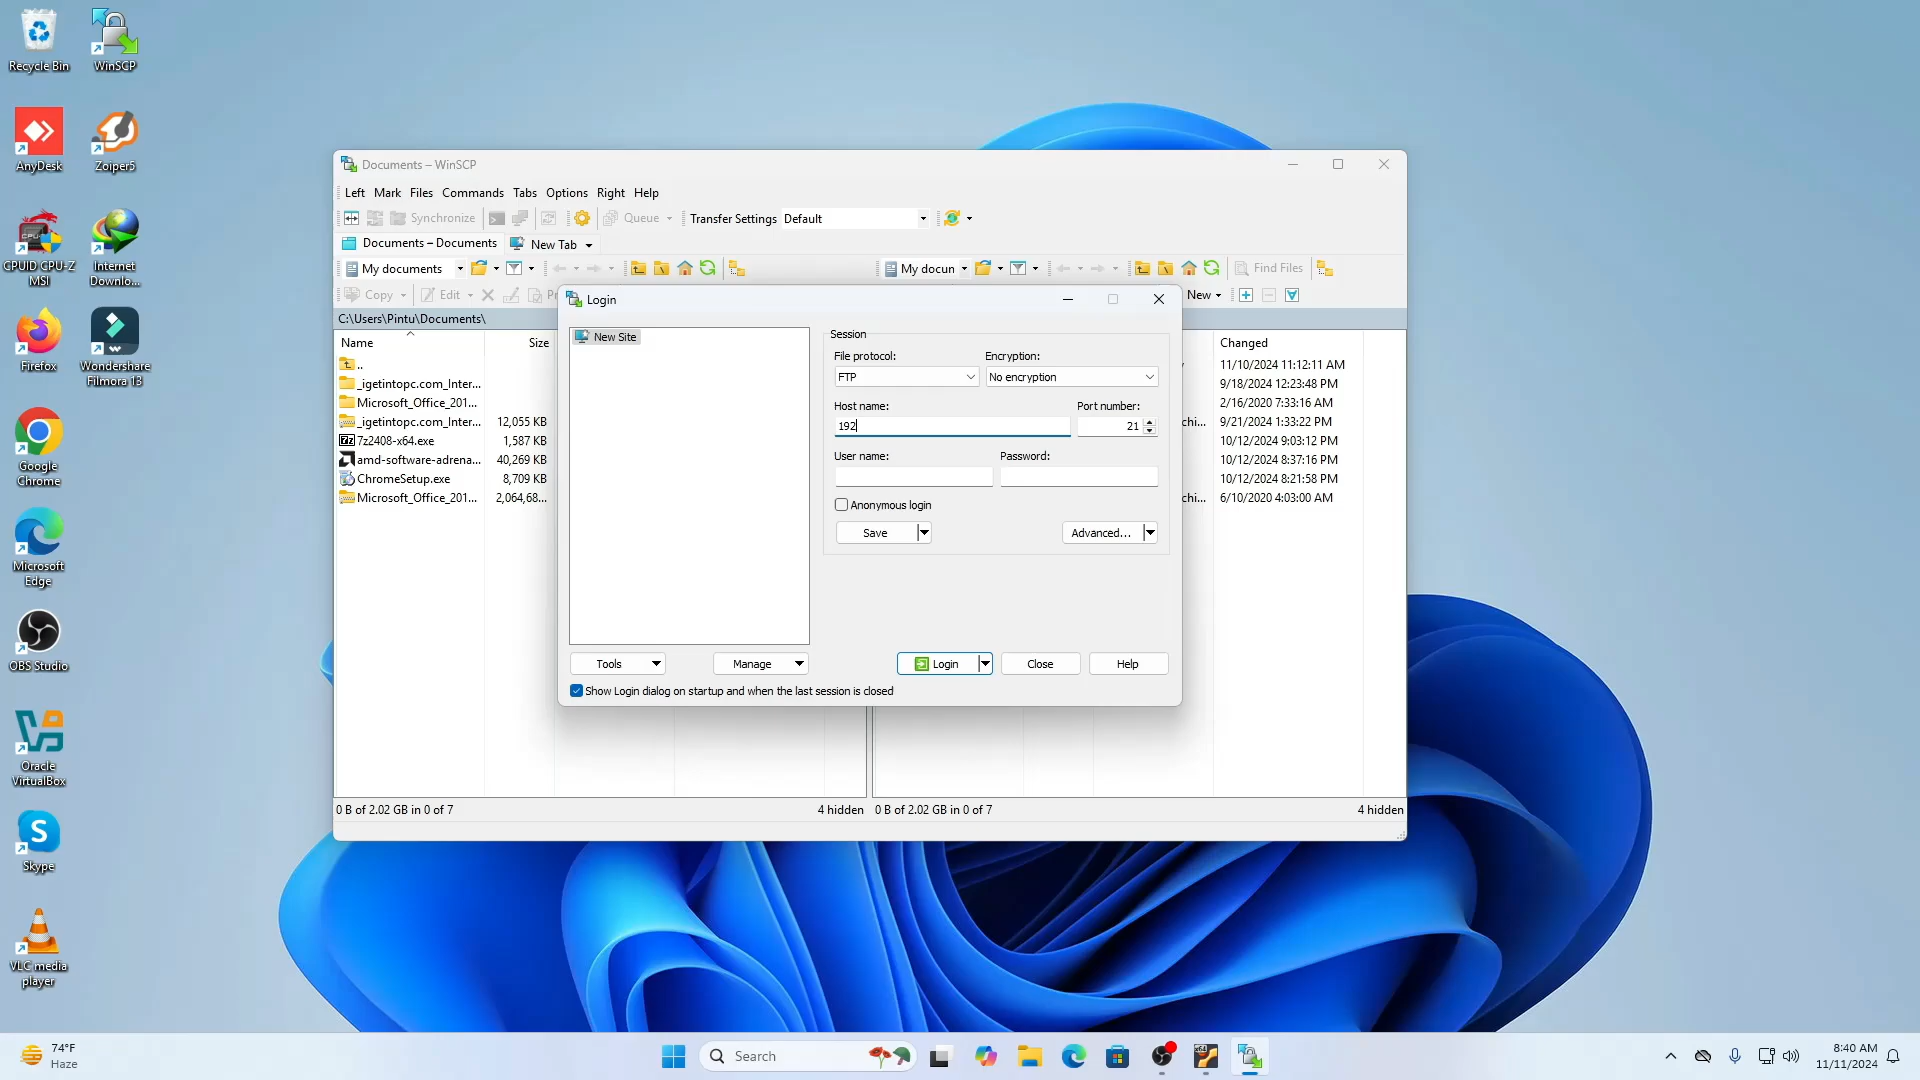 Recycle Bin
WinSCP
AnyDesk
Zoiper5
CPUID CPU-Z
MSI
Internet
Downlo...
Firefox
Wondershare
Filmora 13
Google
Chrome
Microsoft
Edge
OBS Studio
Oracle
VirtualBox
Skype
VLC media
player
Documents – WinSCP
Left Mark Files Commands Tabs Options Right Help
Synchronize Queue Transfer Settings Default
Documents – Documents New Tab
My documents My docun Find Files
Copy Edit New
C:\Users\Pintu\Documents\
Name Size Changed
.. 11/10/2024 11:12:11 AM
_igetintopc.com_Inter... 9/18/2024 12:23:48 PM
Microsoft_Office_201... 2/16/2020 7:33:16 AM
_igetintopc.com_Inter... 12,055 KB chi... 9/21/2024 1:33:22 PM
7z2408-x64.exe 1,587 KB 10/12/2024 9:03:12 PM
amd-software-adrena... 40,269 KB 10/12/2024 8:37:16 PM
ChromeSetup.exe 8,709 KB 10/12/2024 8:21:58 PM
Microsoft_Office_201... 2,064,68... chi... 6/10/2020 4:03:00 AM
0 B of 2.02 GB in 0 of 7 4 hidden 0 B of 2.02 GB in 0 of 7 4 hidden
Login
New Site
Session
File protocol: Encryption:
FTP No encryption
Host name: Port number:
192 21
User name: Password:
Anonymous login
Save Advanced...
Tools Manage Login Close Help
Show Login dialog on startup and when the last session is closed
74°F
Haze
Search
8:40 AM
11/11/2024